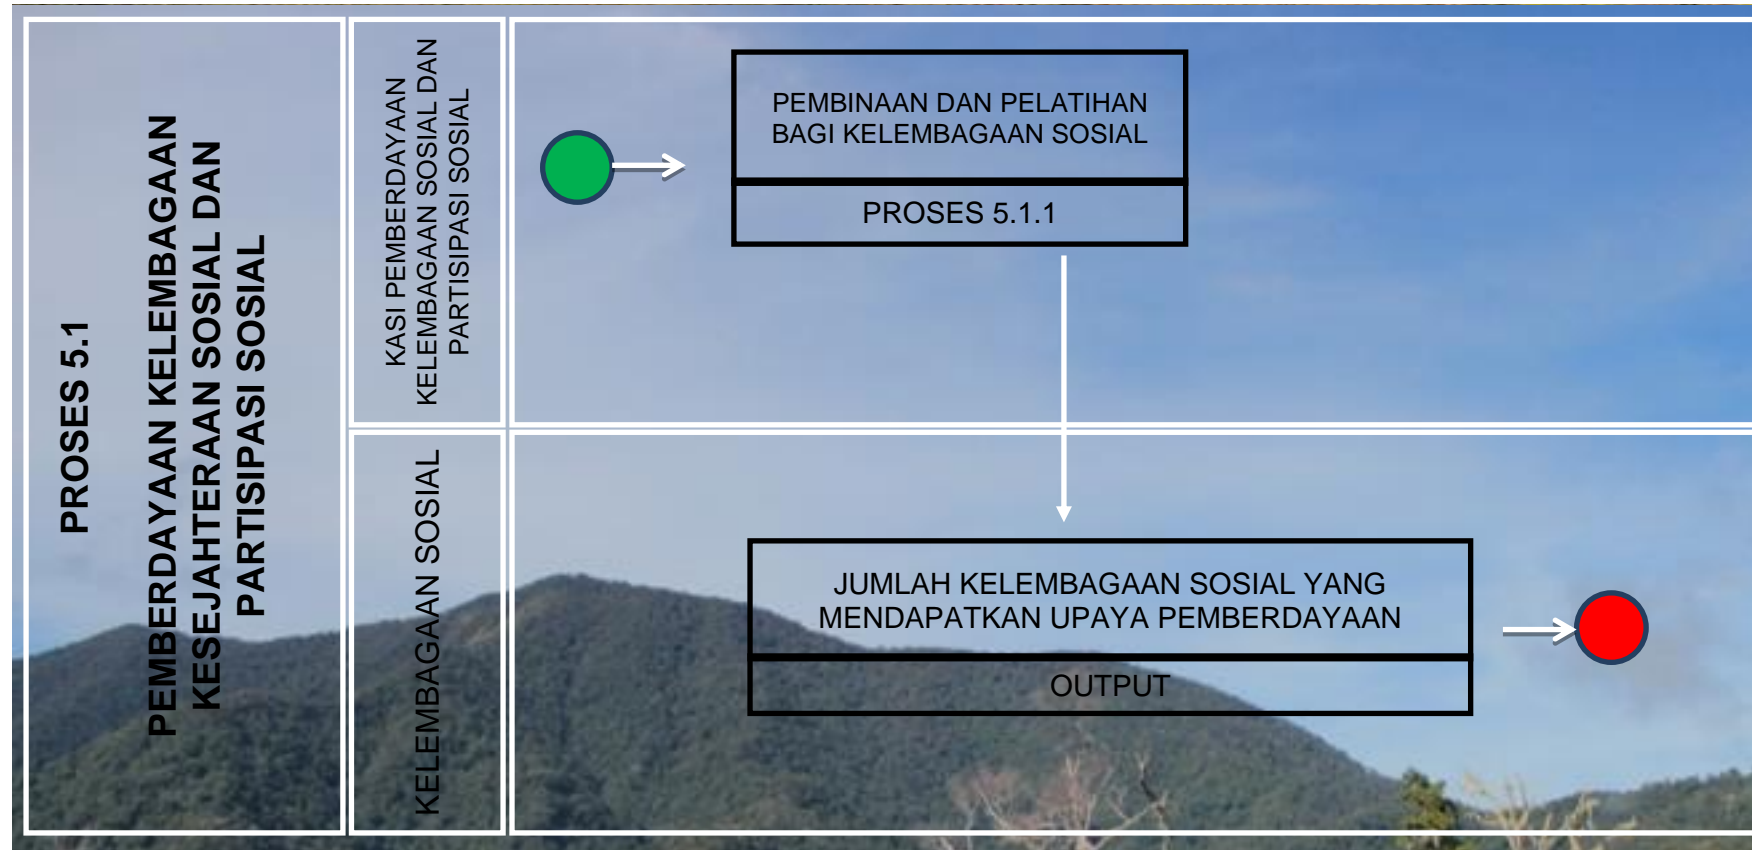 PROSES 5.1
PEMBERDAYAAN KELEMBAGAAN
KESEJAHTERAAN SOSIAL DAN
PARTISIPASI SOSIAL
KASI PEMBERDAYAAN
KELEMBAGAAN SOSIAL DAN
PARTISIPASI SOSIAL
PEMBINAAN DAN PELATIHAN
BAGI KELEMBAGAAN SOSIAL
PROSES 5.1.1
KELEMBAGAAN SOSIAL
JUMLAH KELEMBAGAAN SOSIAL YANG
MENDAPATKAN UPAYA PEMBERDAYAAN
OUTPUT